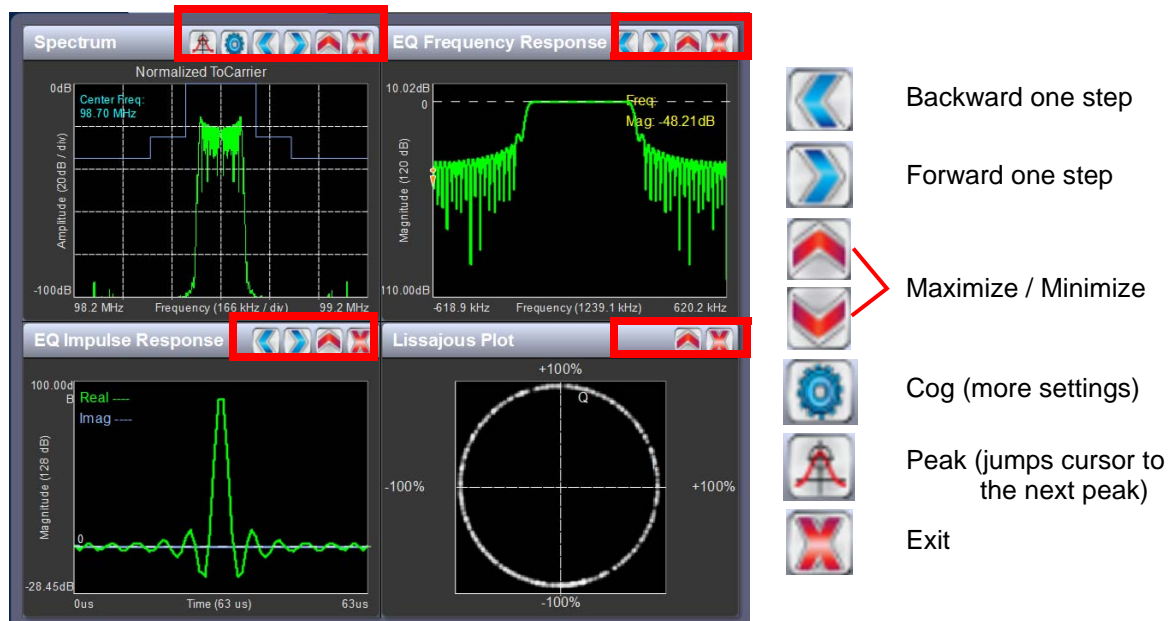 Spectrum
Normalized ToCarrier
0dB
Center Freq:
98.70 MHz
Amplitude (20dB / div)
-100dB
98.2 MHz
Frequency (166 kHz / div)
99.2 MHz
EQ Frequency Response
10.02dB
0
Freq:
Mag: -48.21dB
Magnitude (120 dB)
110.00dB
-618.9 kHz
Frequency (1239.1 kHz)
620.2 kHz
EQ Impulse Response
100.00d
B
Real ----
Imag ----
Magnitude (128 dB)
0
-28.45dB
0us
Time (63 us)
63us
Lissajous Plot
+100%
Q
-100%
+100%
-100%
Backward one step
Forward one step
Maximize / Minimize
Cog (more settings)
Peak (jumps cursor to
the next peak)
Exit